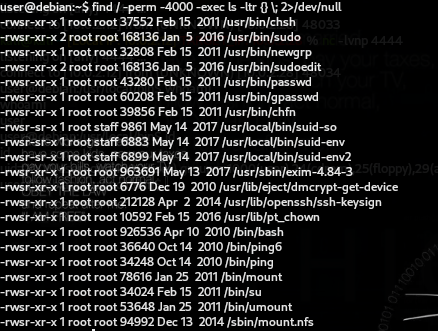 user@debian:~$ find / -perm -4000 -exec ls -ltr {} \; 2>/dev/null
-rwsr-xr-x 1 root root 37552 Feb 15  2011 /usr/bin/chsh
-rwsr-xr-x 2 root root 168136 Jan  5  2016 /usr/bin/sudo
-rwsr-xr-x 1 root root 32808 Feb 15  2011 /usr/bin/newgrp
-rwsr-xr-x 2 root root 168136 Jan  5  2016 /usr/bin/sudoedit
-rwsr-xr-x 1 root root 43280 Feb 15  2011 /usr/bin/passwd
-rwsr-xr-x 1 root root 60208 Feb 15  2011 /usr/bin/gpasswd
-rwsr-xr-x 1 root root 39856 Feb 15  2011 /usr/bin/chfn
-rwsr-sr-x 1 root staff 9861 May 14  2017 /usr/local/bin/suid-so
-rwsr-sr-x 1 root staff 6883 May 14  2017 /usr/local/bin/suid-env
-rwsr-sr-x 1 root staff 6899 May 14  2017 /usr/local/bin/suid-env2
-rwsr-xr-x 1 root root 963691 May 13  2017 /usr/sbin/exim-4.84-3
-rwsr-xr-x 1 root root 6776 Dec 19  2010 /usr/lib/eject/dmcrypt-get-device
-rwsr-xr-x 1 root root 212128 Apr  2  2014 /usr/lib/openssh/ssh-keysign
-rwsr-xr-x 1 root root 10592 Feb 15  2016 /usr/lib/pt_chown
-rwsr-xr-x 1 root root 926536 Apr 10  2010 /bin/bash
-rwsr-xr-x 1 root root 36640 Oct 14  2010 /bin/ping6
-rwsr-xr-x 1 root root 34248 Oct 14  2010 /bin/ping
-rwsr-xr-x 1 root root 78616 Jan 25  2011 /bin/mount
-rwsr-xr-x 1 root root 34024 Feb 15  2011 /bin/su
-rwsr-xr-x 1 root root 53648 Jan 25  2011 /bin/umount
-rwsr-xr-x 1 root root 94992 Dec 13  2014 /sbin/mount.nfs